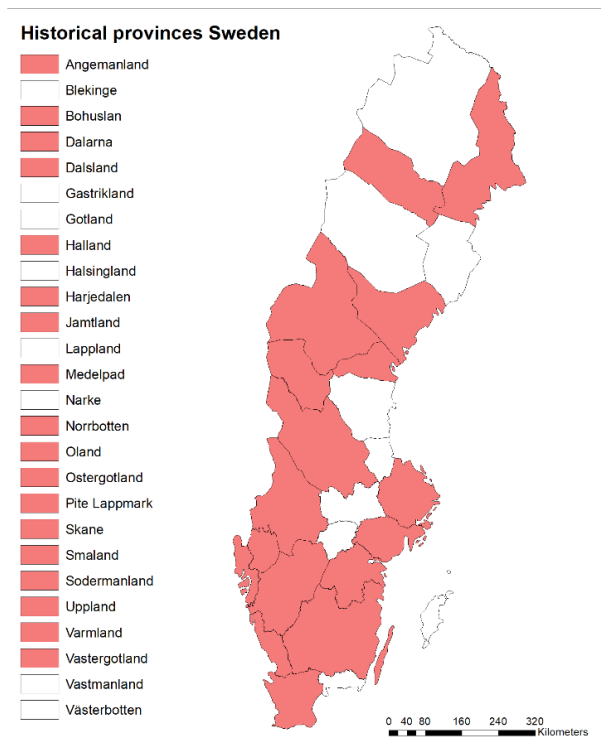 Historical provinces Sweden
Angemanland
Blekinge
Bohuslan
Dalarna
Dalsland
Gastrikland
Gotland
Halland
Halsingland
Harjedalen
Jamtland
Lappland
Medelpad
Narke
Norrbotten
Oland
Ostergotland
Pite Lappmark
Skane
Smaland
Sodermanland
Uppland
Varmland
Vastergotland
Vastmanland
Västerbotten
0 40 80 160 240 320
Kilometers